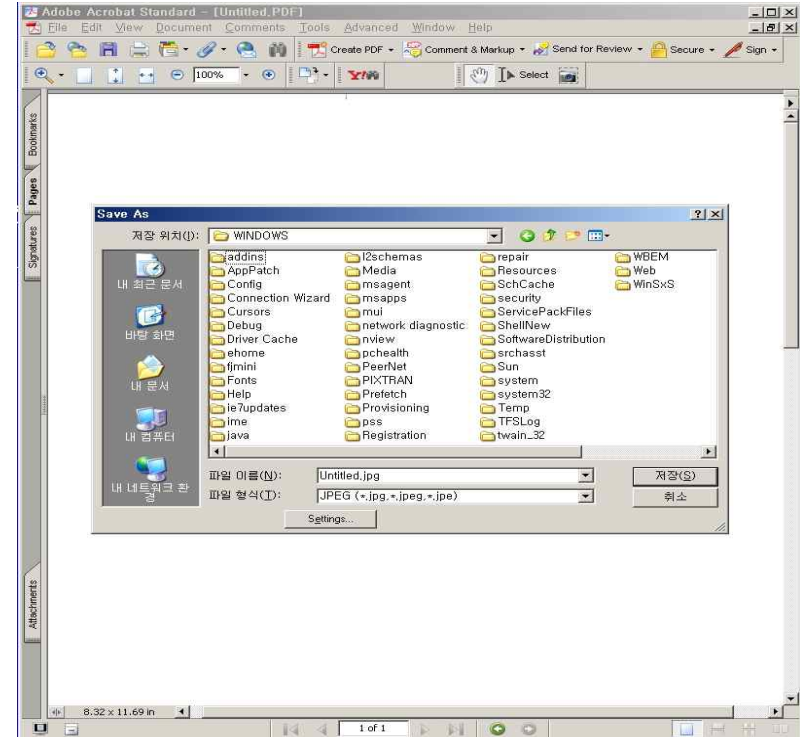 Adobe Acrobat Standard - [Untitled.PDF]
File Edit View Document Comments Tools Advanced Window Help
Create PDF Comment & Markup Send for Review Secure Sign
100% Y! Select
Bookmarks
Pages
Signatures
Attachments
Save As
저장 위치(I): WINDOWS
내 최근 문서
바탕 화면
내 문서
내 컴퓨터
내 네트워크 환
경
addins l2schemas repair WBEM
AppPatch Media Resources Web
Config msagent SchCache WinSxS
Connection Wizard msapps security
Cursors mui ServicePackFiles
Debug network diagnostic ShellNew
Driver Cache nview SoftwareDistribution
ehome pchealth srchasst
fjmini PeerNet Sun
Fonts PIXTRAN system
Help Prefetch system32
ie7updates Provisioning Temp
ime pss TFSLog
java Registration twain_32
파일 이름(N): Untitled.jpg 저장(S)
파일 형식(T): JPEG (*.jpg,*.jpeg,*.jpe) 취소
Settings...
8.32 x 11.69 in
1 of 1